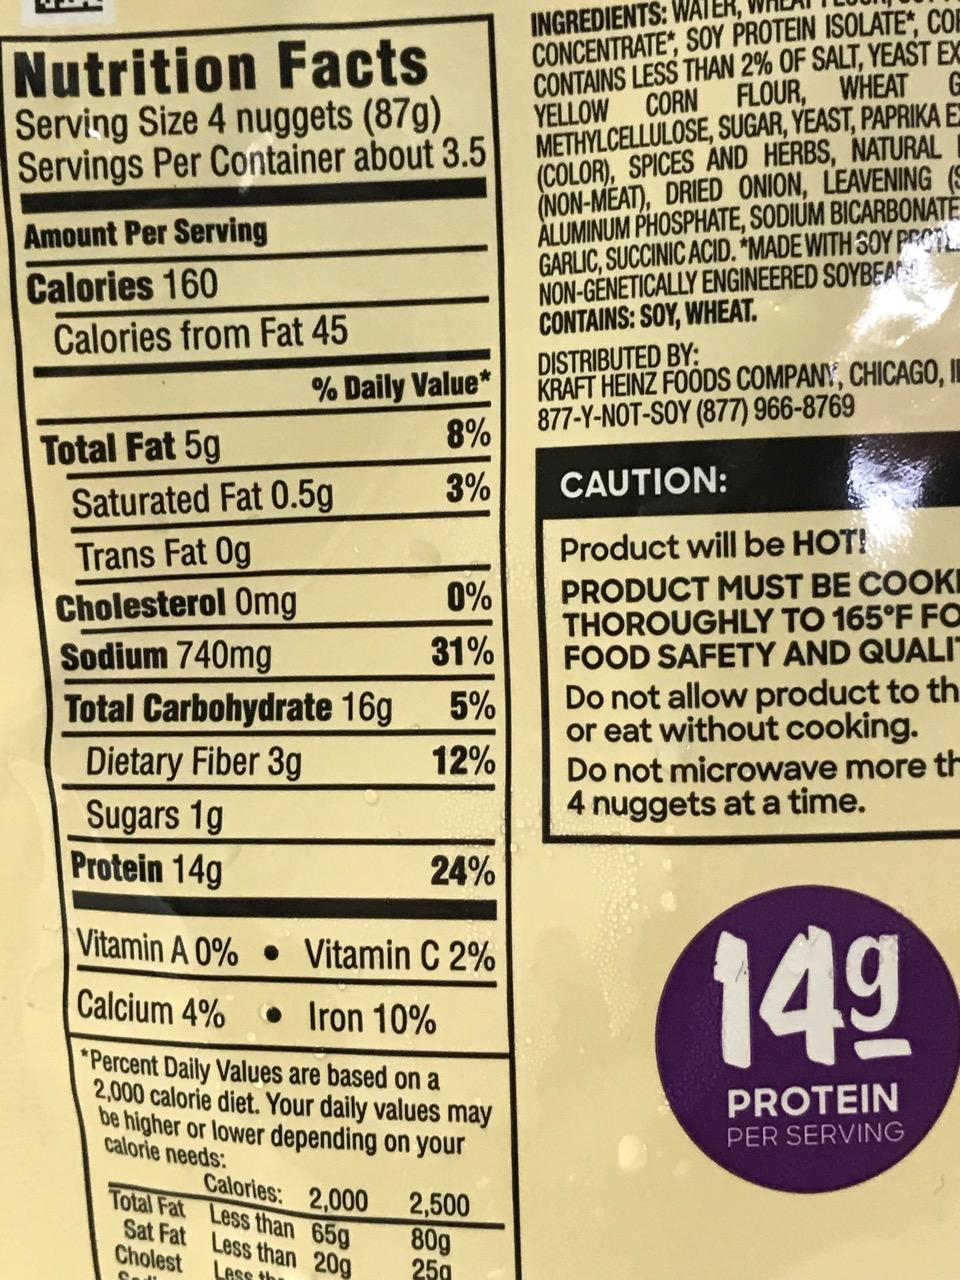 Nutrition Facts
Serving Size 4 nuggets (87g)
Servings Per Container about 3.5
Amount Per Serving
Calories 160
Calories from Fat 45
% Daily Value*
Total Fat 5g 8%
Saturated Fat 0.5g 3%
Trans Fat 0g
Cholesterol 0mg 0%
Sodium 740mg 31%
Total Carbohydrate 16g 5%
Dietary Fiber 3g 12%
Sugars 1g
Protein 14g 24%
Vitamin A 0% • Vitamin C 2%
Calcium 4% • Iron 10%
*Percent Daily Values are based on a
2,000 calorie diet. Your daily values may
be higher or lower depending on your
calorie needs:
Calories: 2,000 2,500
Total Fat Less than 65g 80g
Sat Fat Less than 20g 25g
Cholest Less
INGREDIENTS: WATER,
CONCENTRATE*, SOY PROTEIN ISOLATE*,
CONTAINS LESS THAN 2% OF SALT, YEAST
YELLOW CORN FLOUR, WHEAT
METHYLCELLULOSE, SUGAR, YEAST, PAPRIKA
(COLOR), SPICES AND HERBS, NATURAL
(NON-MEAT), DRIED ONION, LEAVENING
ALUMINUM PHOSPHATE, SODIUM BICARBONATE
GARLIC, SUCCINIC ACID. *MADE WITH SOY
NON-GENETICALLY ENGINEERED
CONTAINS: SOY, WHEAT.
DISTRIBUTED BY:
KRAFT HEINZ FOODS COMPANY, CHICAGO,
877-Y-NOT-SOY (877) 966-8769
CAUTION:
Product will be HOT!
PRODUCT MUST BE
THOROUGHLY TO 165°F
FOOD SAFETY AND
Do not allow product to
or eat without cooking.
Do not microwave more
4 nuggets at a time.
14g
PROTEIN
PER SERVING